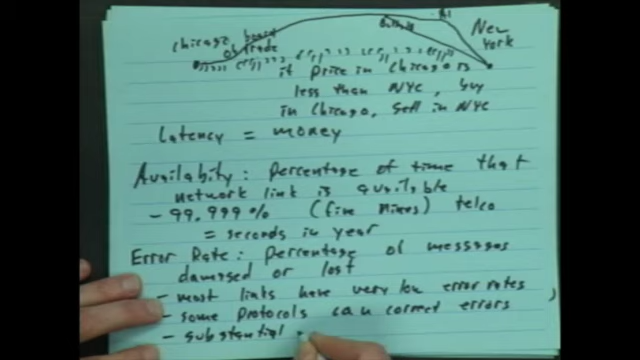 New
York
Chicago board
of trade
if price in Chicago is
less than NYC, buy
in Chicago, sell in NYC
Latency = money
Availability: Percentage of time that
network link is available
- 99.999% (five nines) telco
= seconds in year
Error Rate: Percentage of messages
damaged or lost
- most links have very low error rates
- some Protocols can correct errors
- substantial